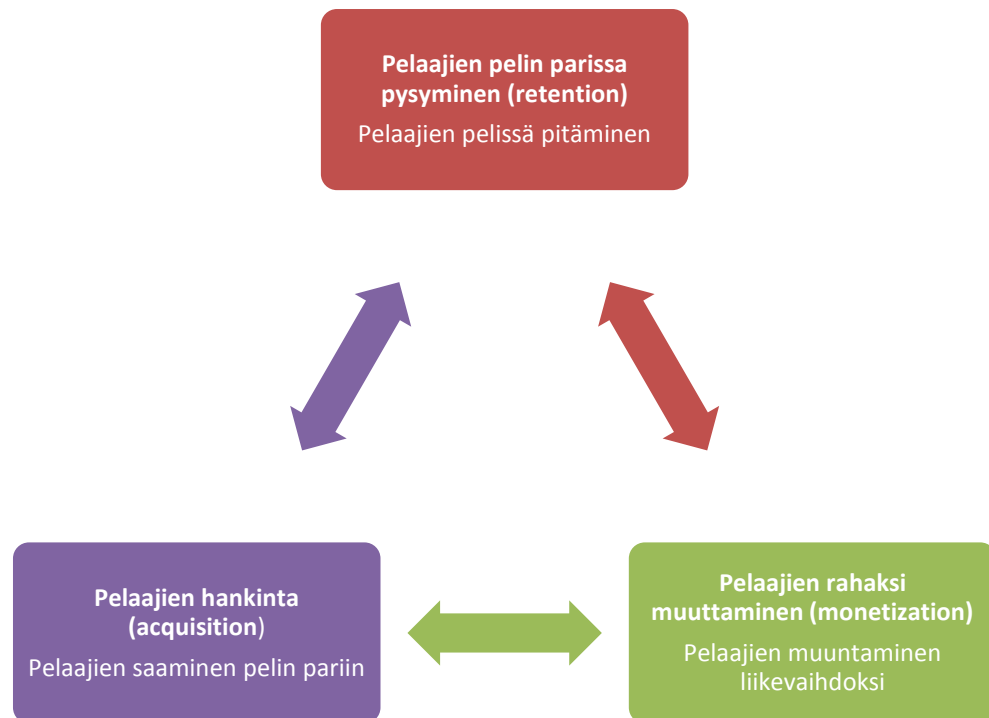 Pelaajien pelin parissa
pysyminen (retention)
Pelaajien pelissä pitäminen
Pelaajien hankinta
(acquisition)
Pelaajien saaminen pelin pariin
Pelaajien rahaksi
muuttaminen (monetization)
Pelaajien muuntaminen
liikevaihdoksi